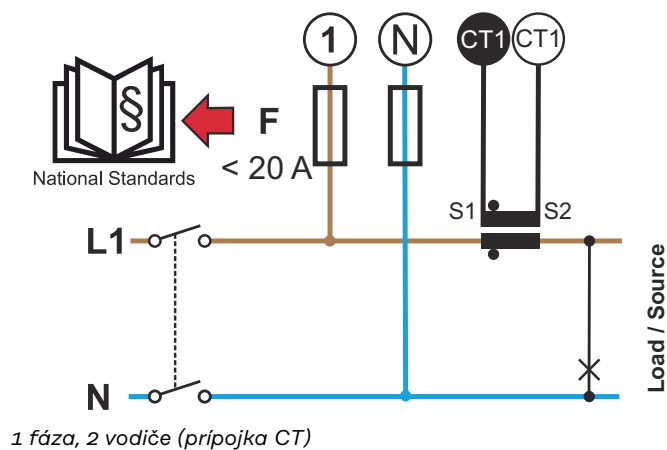 1 N CT1 CT1
§
F
National Standards
< 20 A
S1 S2
L1
Load / Source
N
1 fáza, 2 vodiče (prípojka CT)